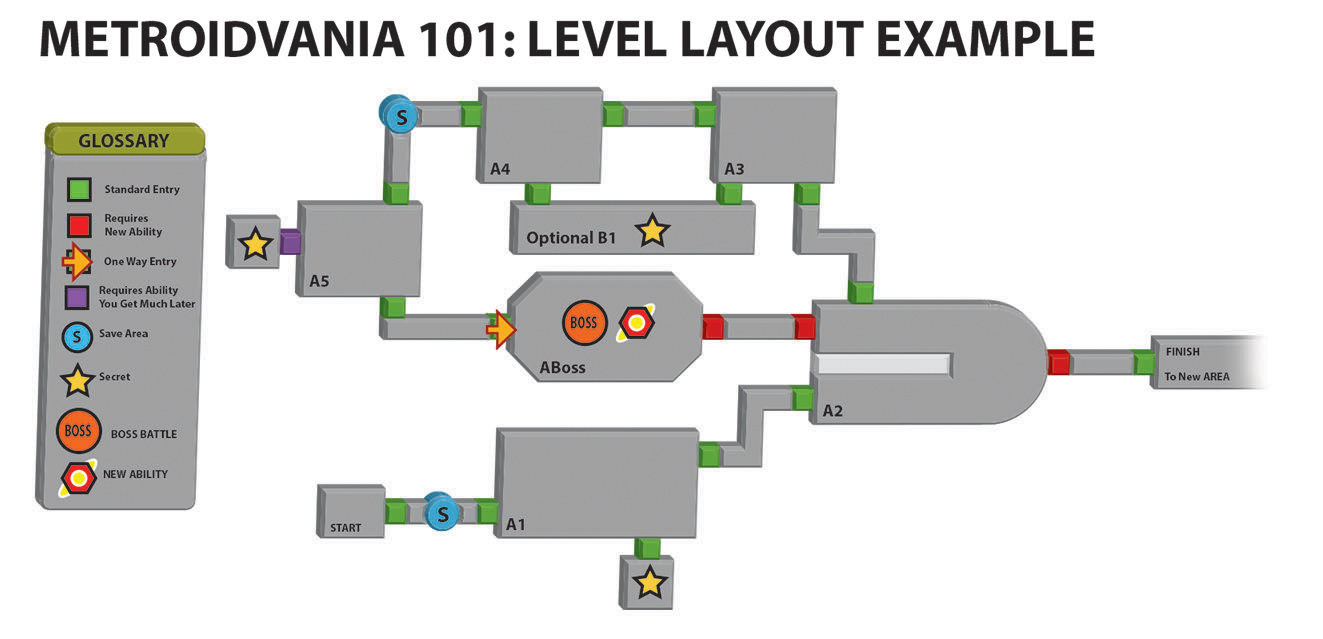 METROIDVANIA 101: LEVEL LAYOUT EXAMPLE
GLOSSARY
Standard Entry
Requires
New Ability
One Way Entry
Requires Ability
You Get Much Later
S
Save Area
Secret
BOSS
BOSS BATTLE
NEW ABILITY
S
A4
A3
Optional B1
A5
BOSS
ABoss
A2
FINISH
To New AREA
START
S
A1